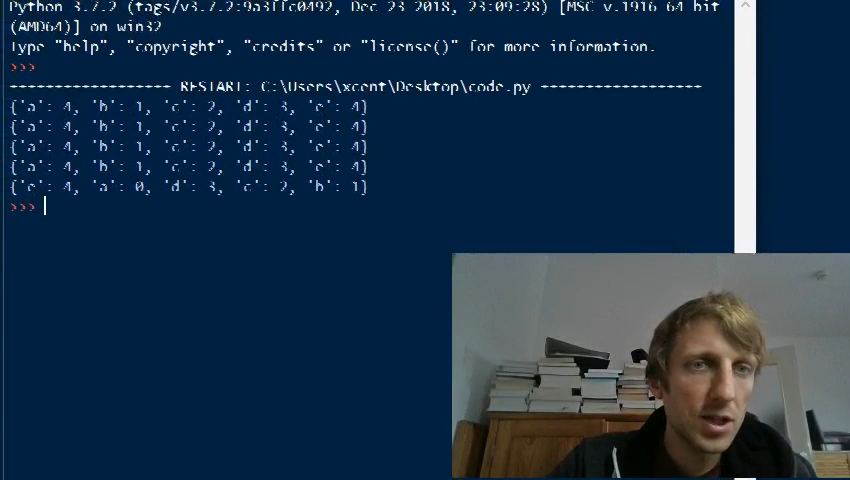 Python 3.7.2 (tags/v3.7.2:9a3ffc0492, Dec 23 2018, 23:09:28) [MSC v.1916 64 bit
(AMD64)] on win32
Type "help", "copyright", "credits" or "license()" for more information.
>>>
------------------ RESTART: C:\Users\xcent\Desktop\code.py ------------------
{'a': 4, 'b': 1, 'c': 2, 'd': 3, 'e': 4}
{'a': 4, 'b': 1, 'c': 2, 'd': 3, 'e': 4}
{'a': 4, 'b': 1, 'c': 2, 'd': 3, 'e': 4}
{'a': 4, 'b': 1, 'c': 2, 'd': 3, 'e': 4}
{'e': 4, 'a': 0, 'd': 3, 'c': 2, 'b': 1}
>>>